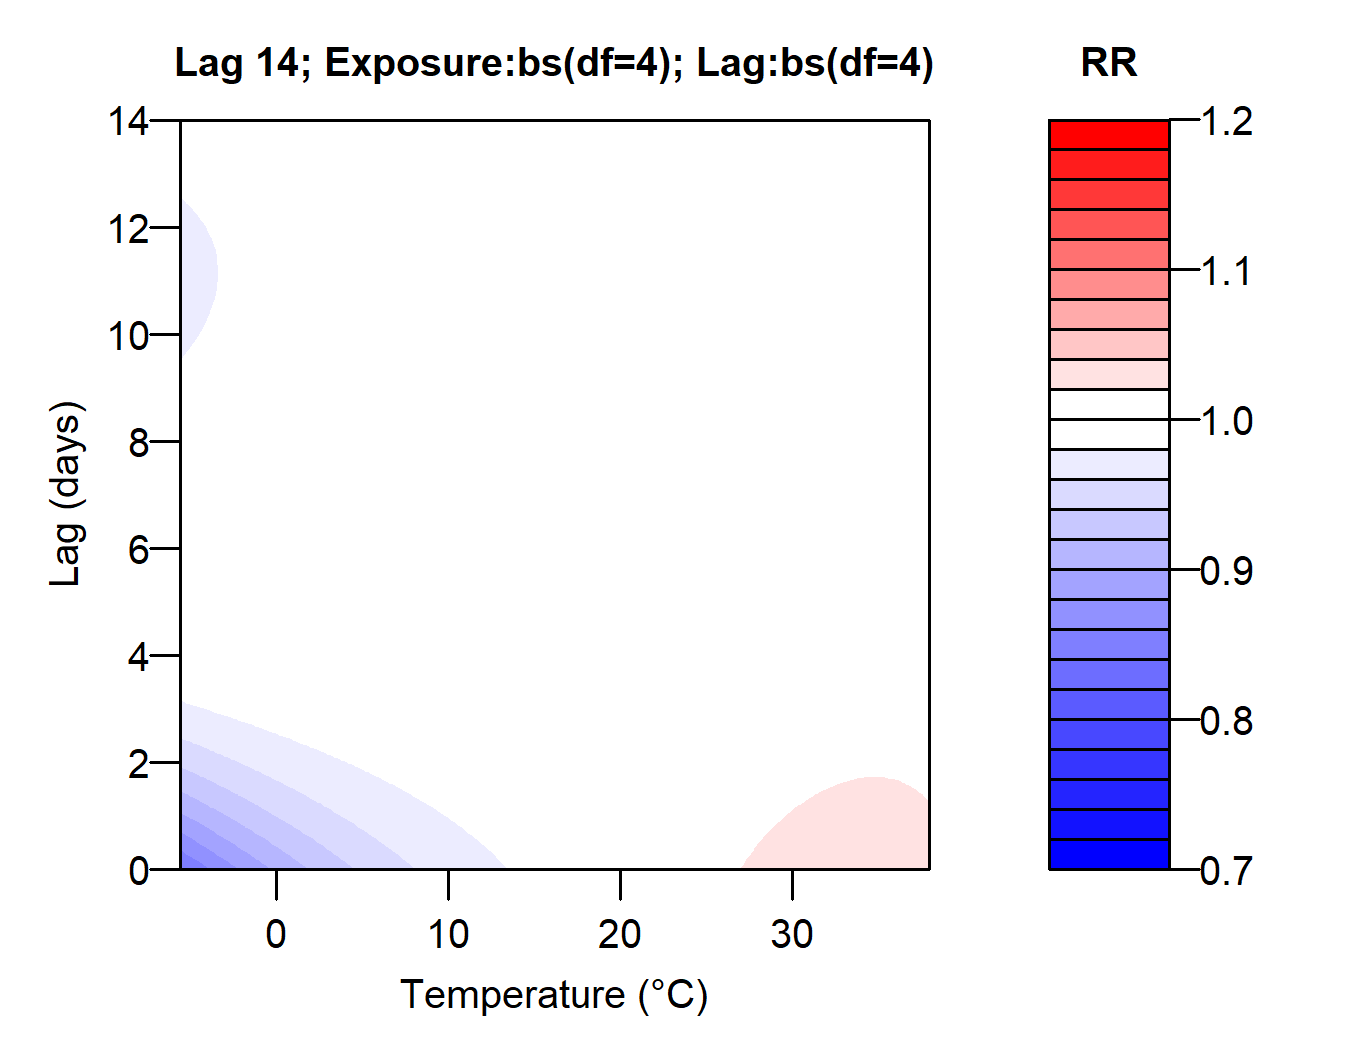 Lag 14; Exposure:bs(df=4); Lag:bs(df=4)
RR
14
12
10
8
6
4
2
0
Lag (days)
0 10 20 30
Temperature (°C)
1.2
1.1
1.0
0.9
0.8
0.7